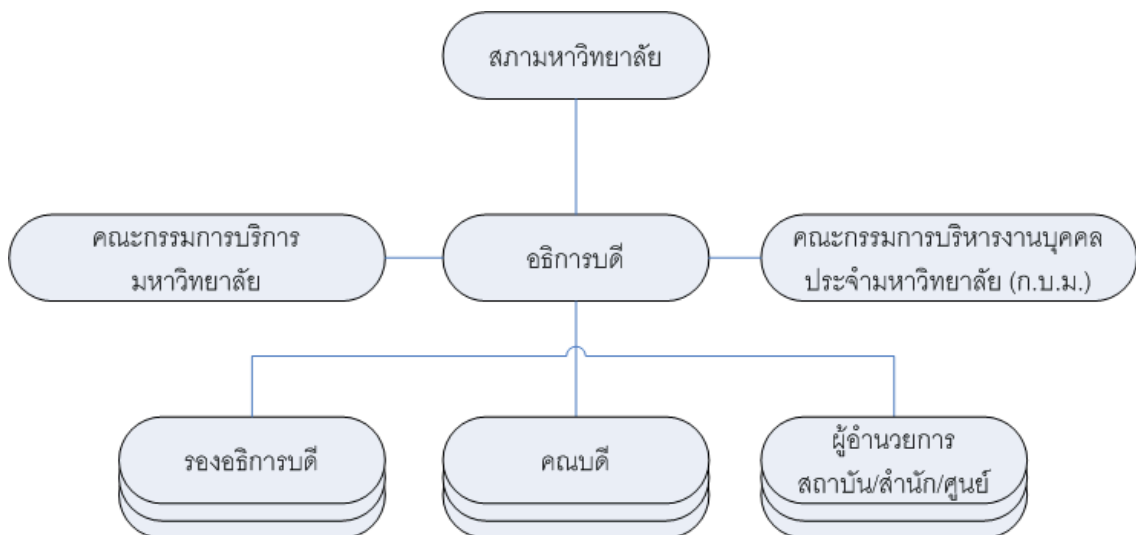 สภามหาวิทยาลัย
คณะกรรมการบริการ
มหาวิทยาลัย
อธิการบดี
คณะกรรมการบริหารงานบุคคล
ประจำมหาวิทยาลัย (ก.บ.ม.)
รองอธิการบดี
คณบดี
ผู้อำนวยการ
สถาบัน/สำนัก/ศูนย์